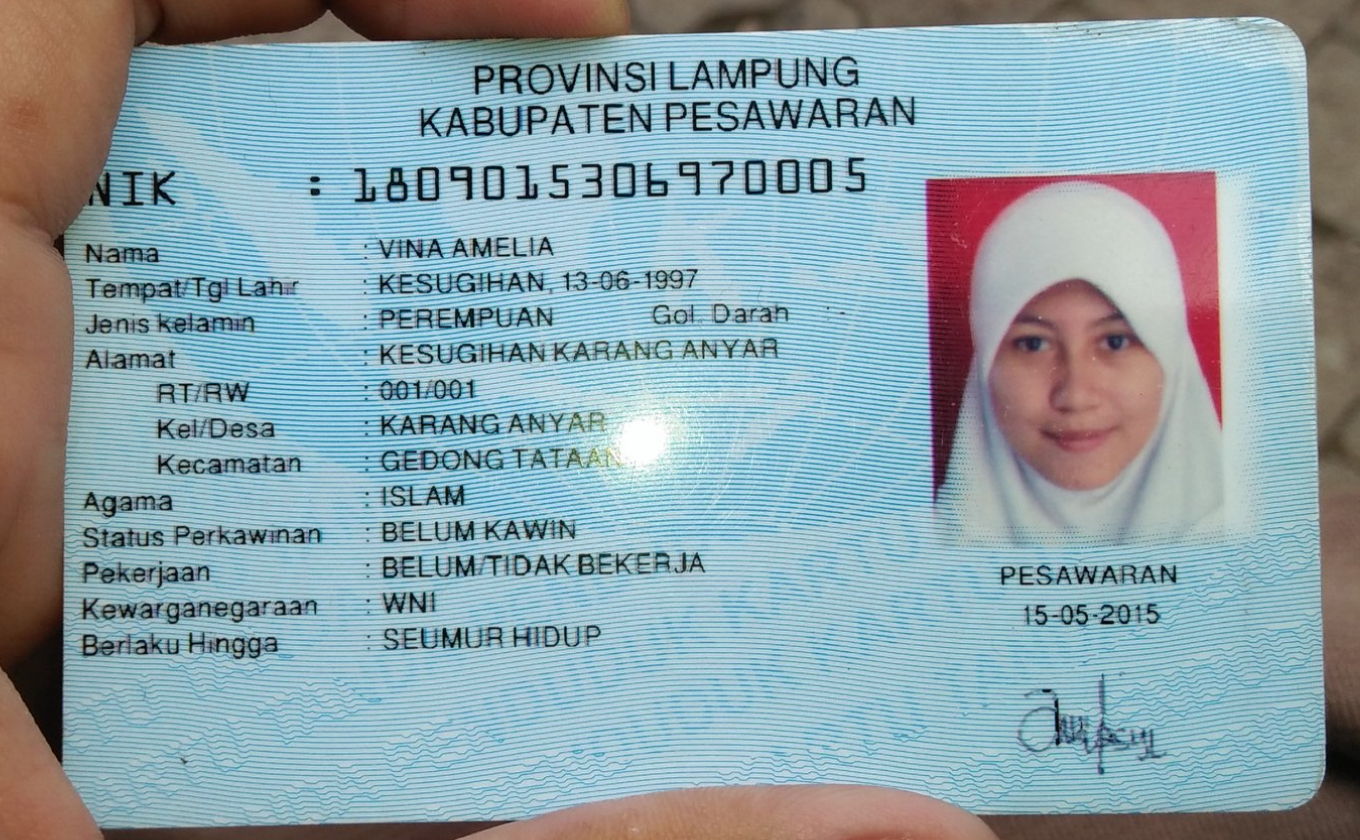 PROVINSI LAMPUNG
KABUPATEN PESAWARAN
NIK : 1809015306970005
Nama : VINA AMELIA
Tempat/Tgl Lahir : KESUGIHAN, 13-06-1997
Jenis kelamin : PEREMPUAN Gol. Darah : -
Alamat : KESUGIHAN KARANG ANYAR
RT/RW : 001/001
Kel/Desa : KARANG ANYAR
Kecamatan : GEDONG TATAAN
Agama : ISLAM
Status Perkawinan : BELUM KAWIN
Pekerjaan : BELUM/TIDAK BEKERJA
Kewarganegaraan : WNI
Berlaku Hingga : SEUMUR HIDUP
PESAWARAN
15-05-2015